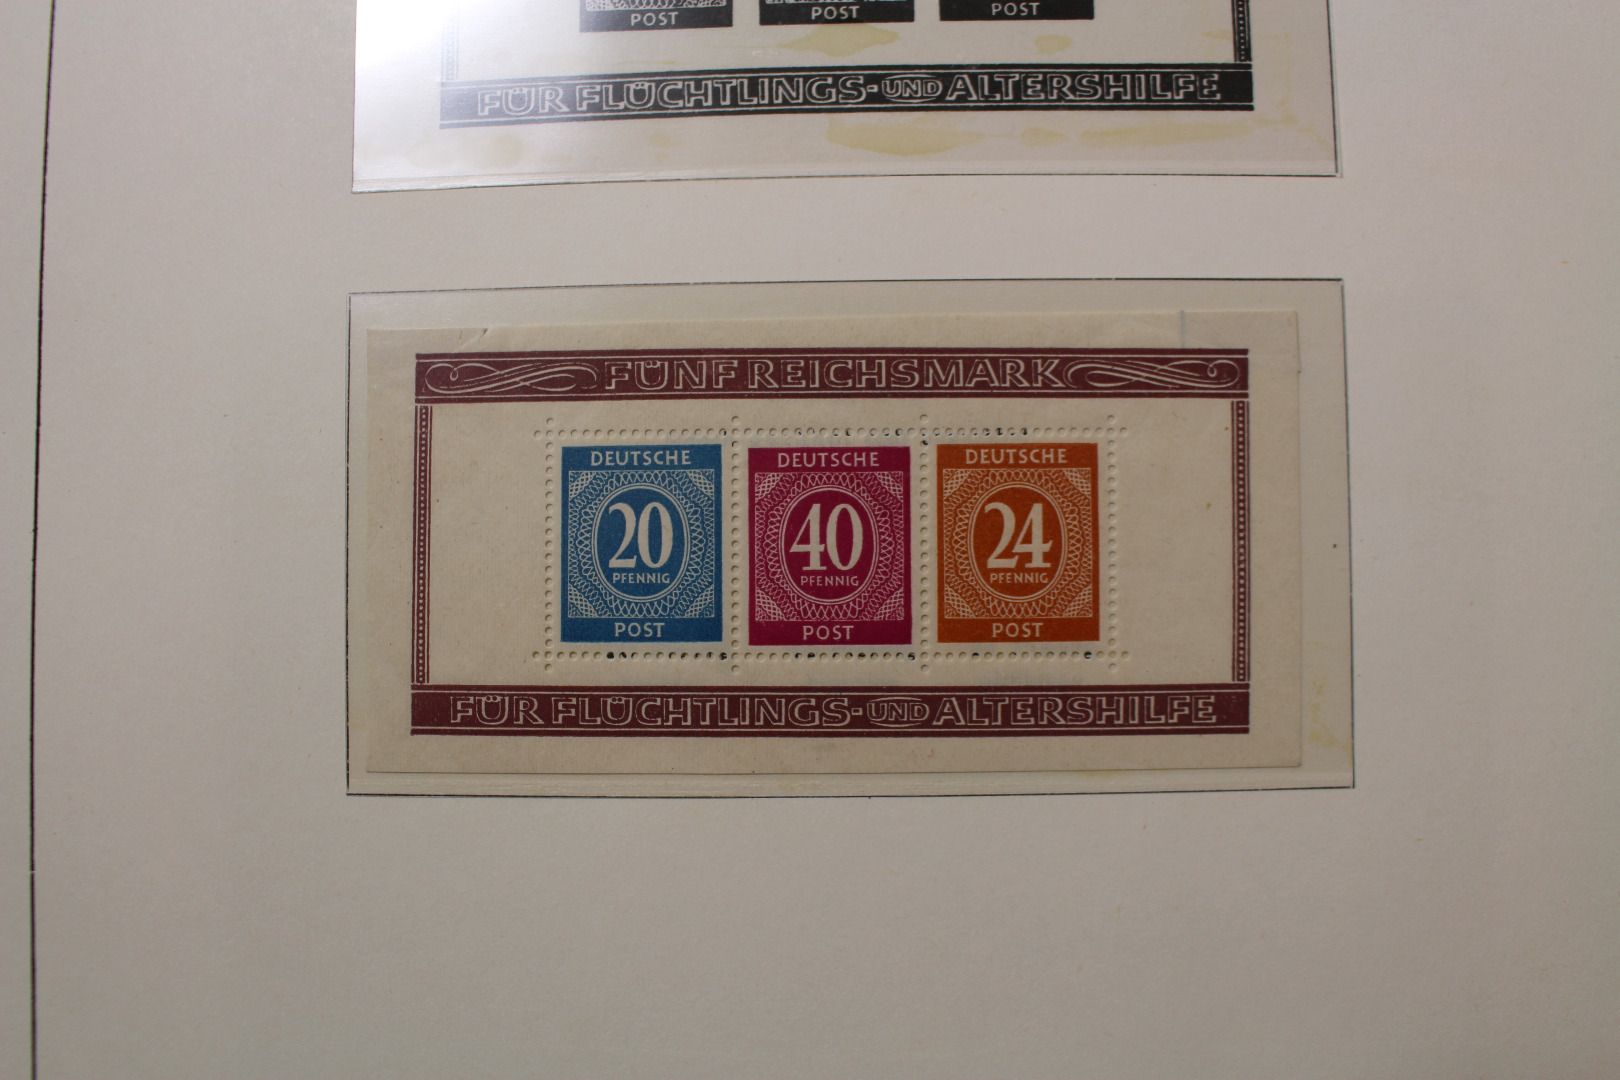 POST POST POST
FÜR FLÜCHTLINGS-UND ALTERSHILFE
FÜNF REICHSMARK
DEUTSCHE DEUTSCHE DEUTSCHE
20 40 24
PFENNIG PFENNIG PFENNIG
POST POST POST
FÜR FLÜCHTLINGS-UND ALTERSHILFE